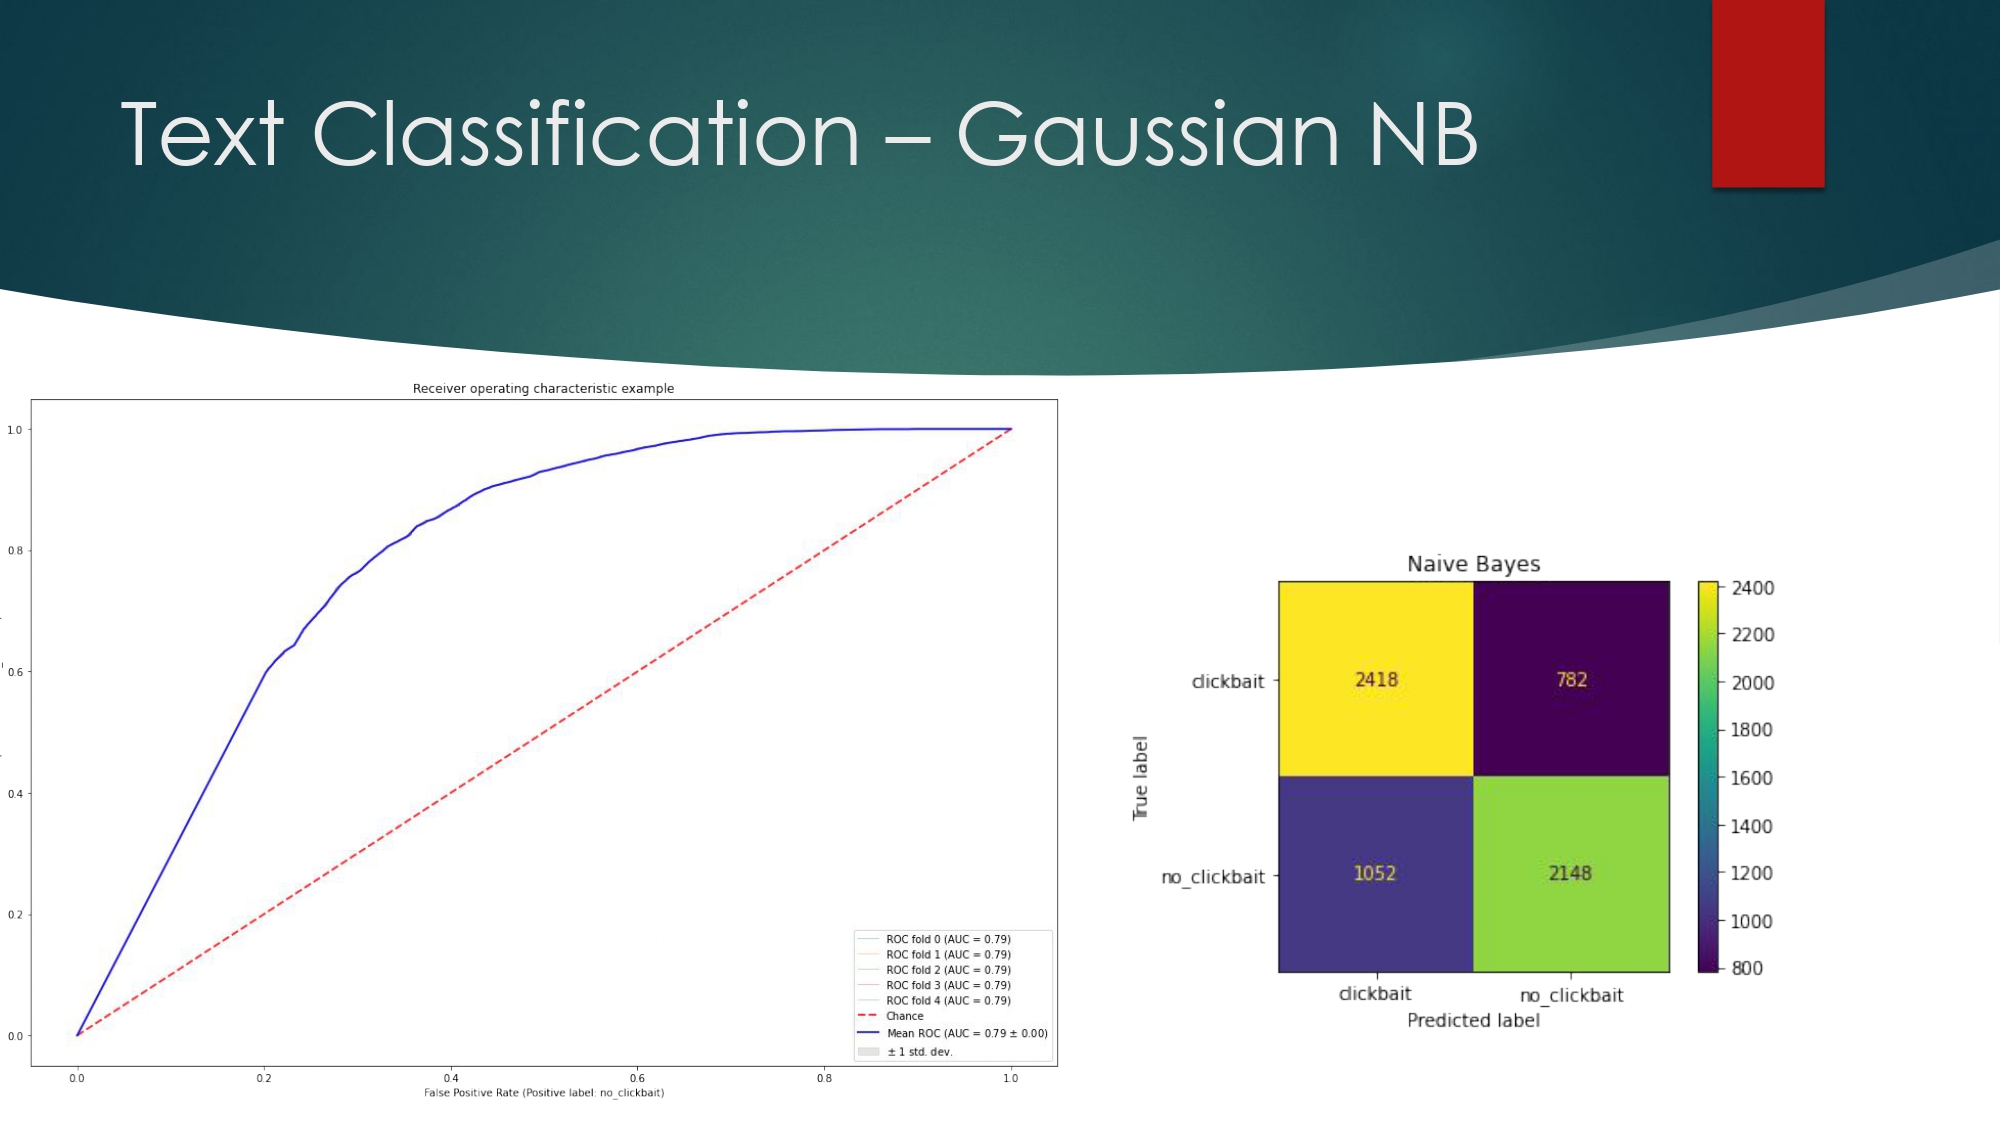 Text Classification – Gaussian NB
Receiver operating characteristic example
1.0
0.8
0.6
0.4
0.2
0.0
0.0 0.2 0.4 0.6 0.8 1.0
False Positive Rate (Positive label: no_clickbait)
ROC fold 0 (AUC = 0.79)
ROC fold 1 (AUC = 0.79)
ROC fold 2 (AUC = 0.79)
ROC fold 3 (AUC = 0.79)
ROC fold 4 (AUC = 0.79)
Chance
Mean ROC (AUC = 0.79 ± 0.00)
± 1 std. dev.
Naive Bayes
True label
clickbait
no_clickbait
2418 782
1052 2148
clickbait no_clickbait
Predicted label
2400
2200
2000
1800
1600
1400
1200
1000
800